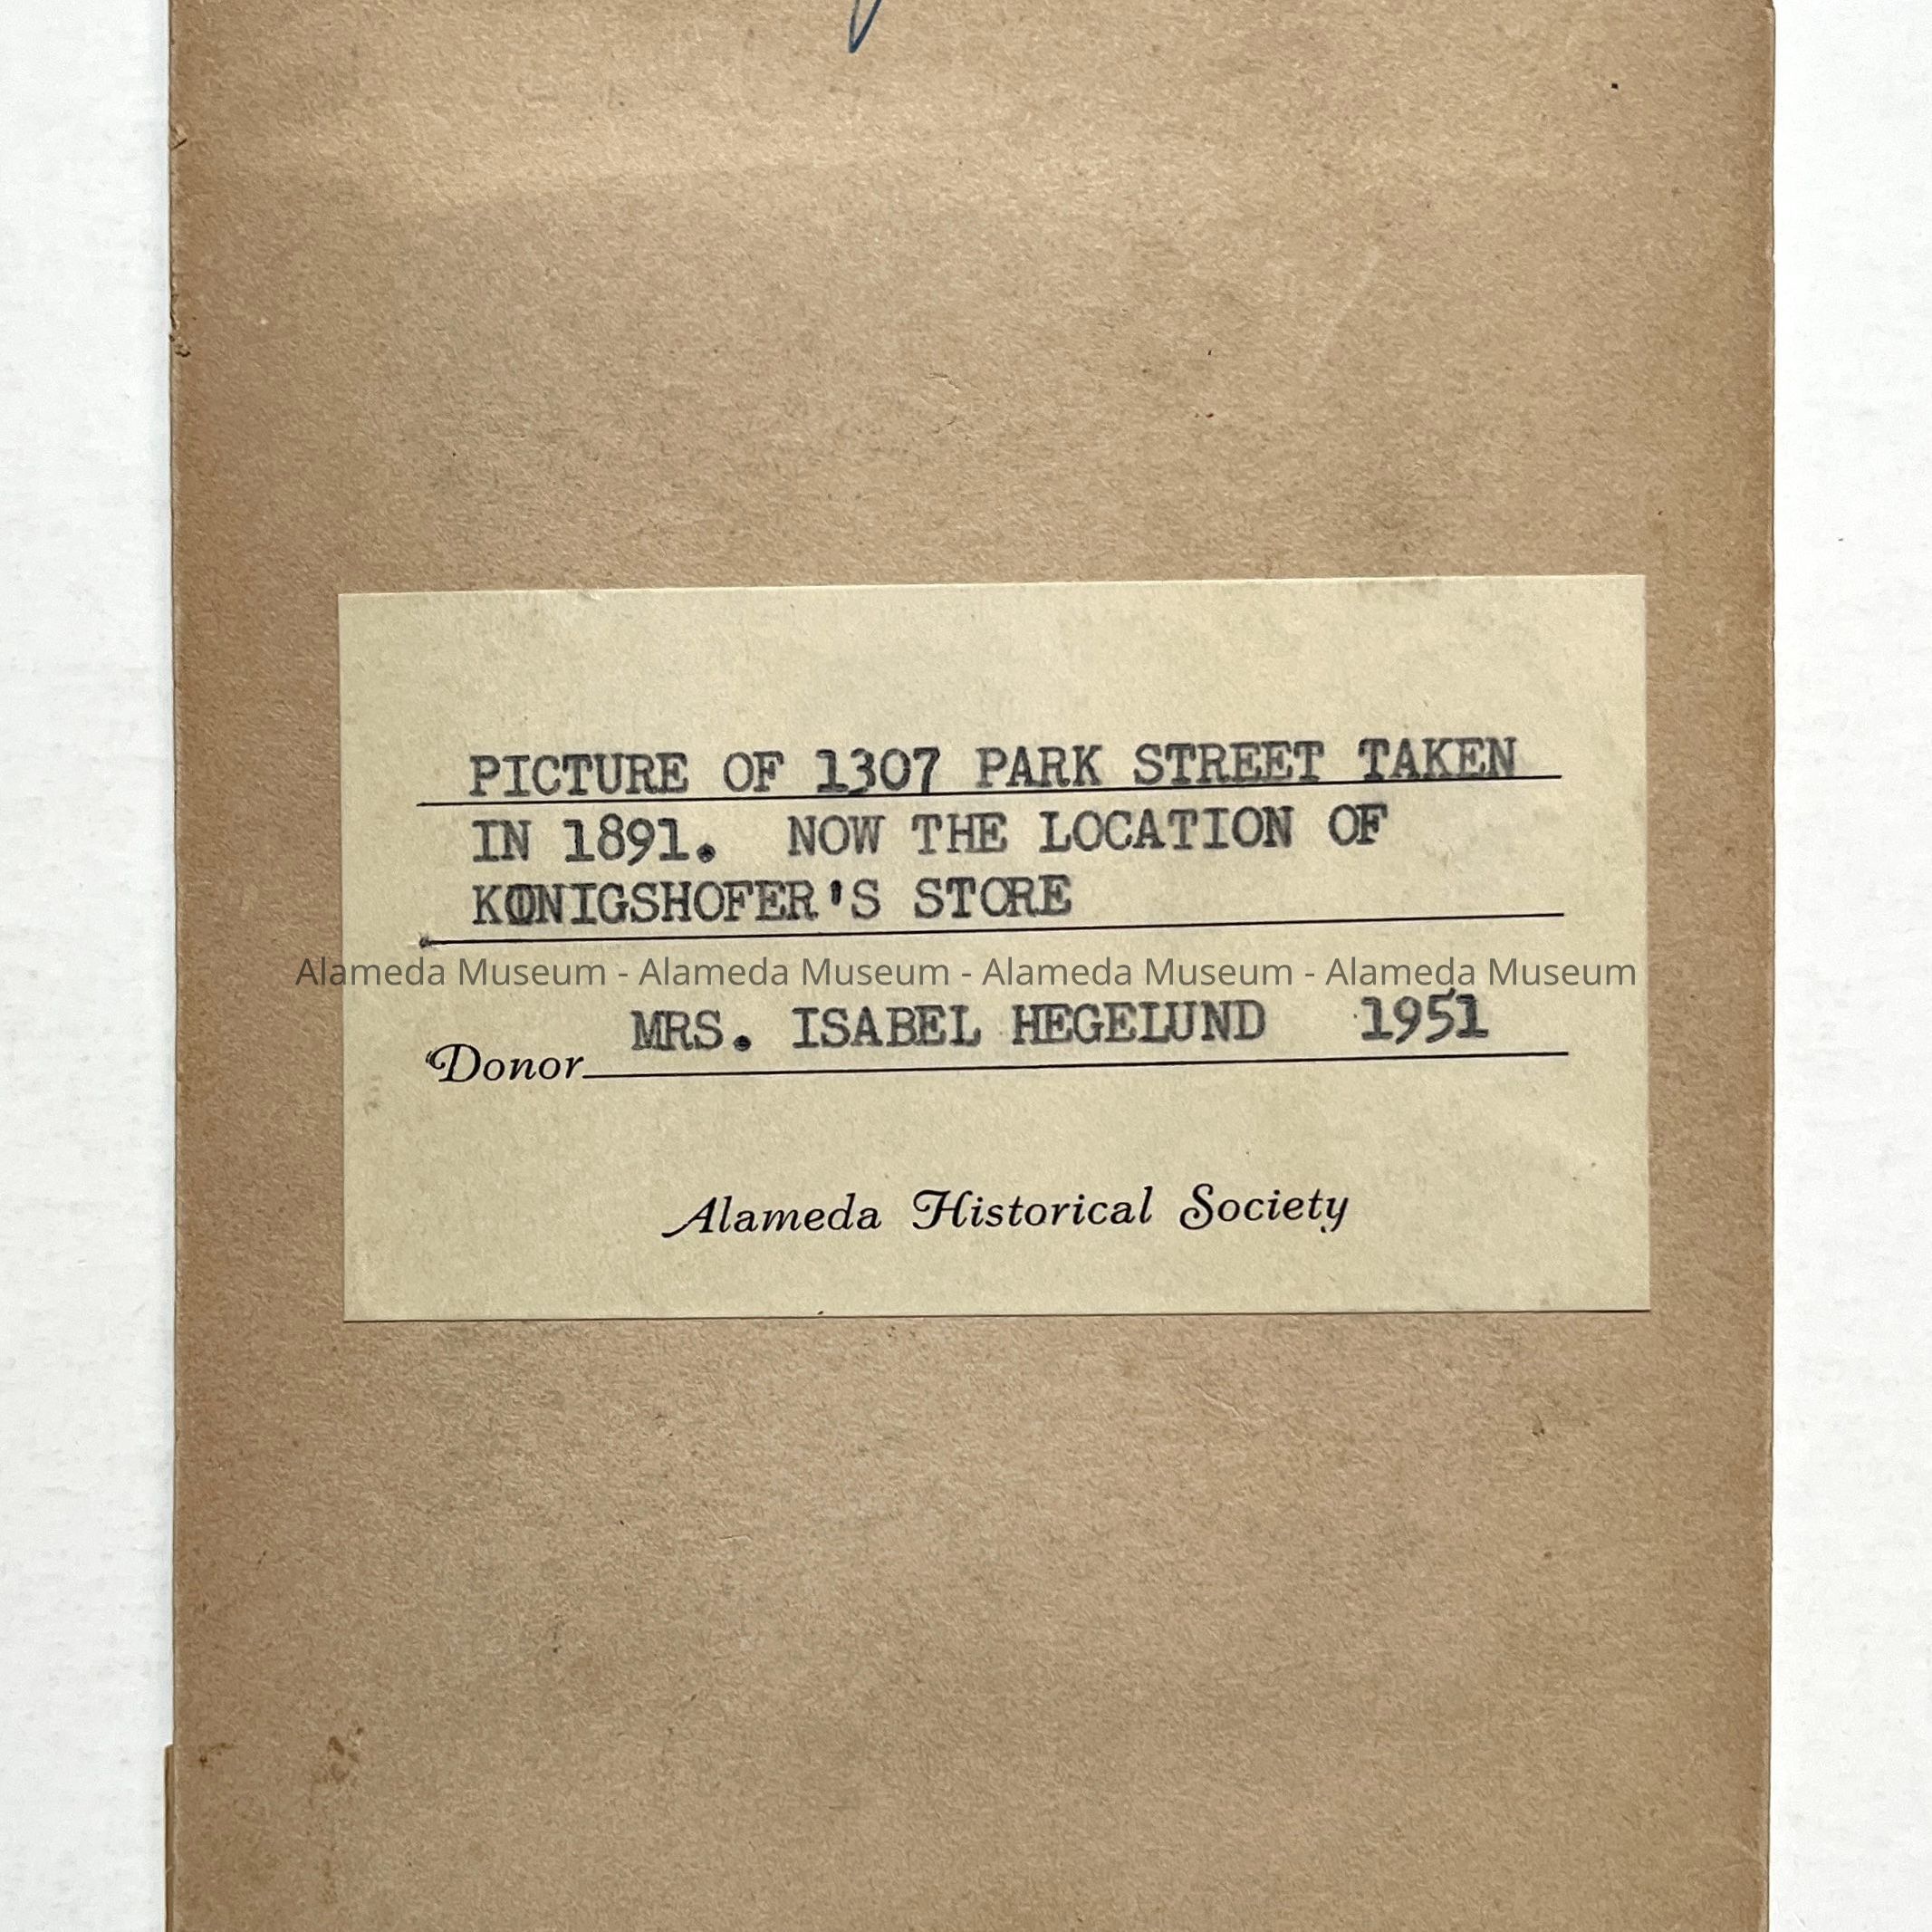 PICTURE OF 1307 PARK STREET TAKEN
IN 1891. NOW THE LOCATION OF
KONIGSHOFER'S STORE
Alameda Museum - Alameda Museum - Alameda Museum - Alameda Museum
Donor MRS. ISABEL HEGELUND 1951
Alameda Historical Society